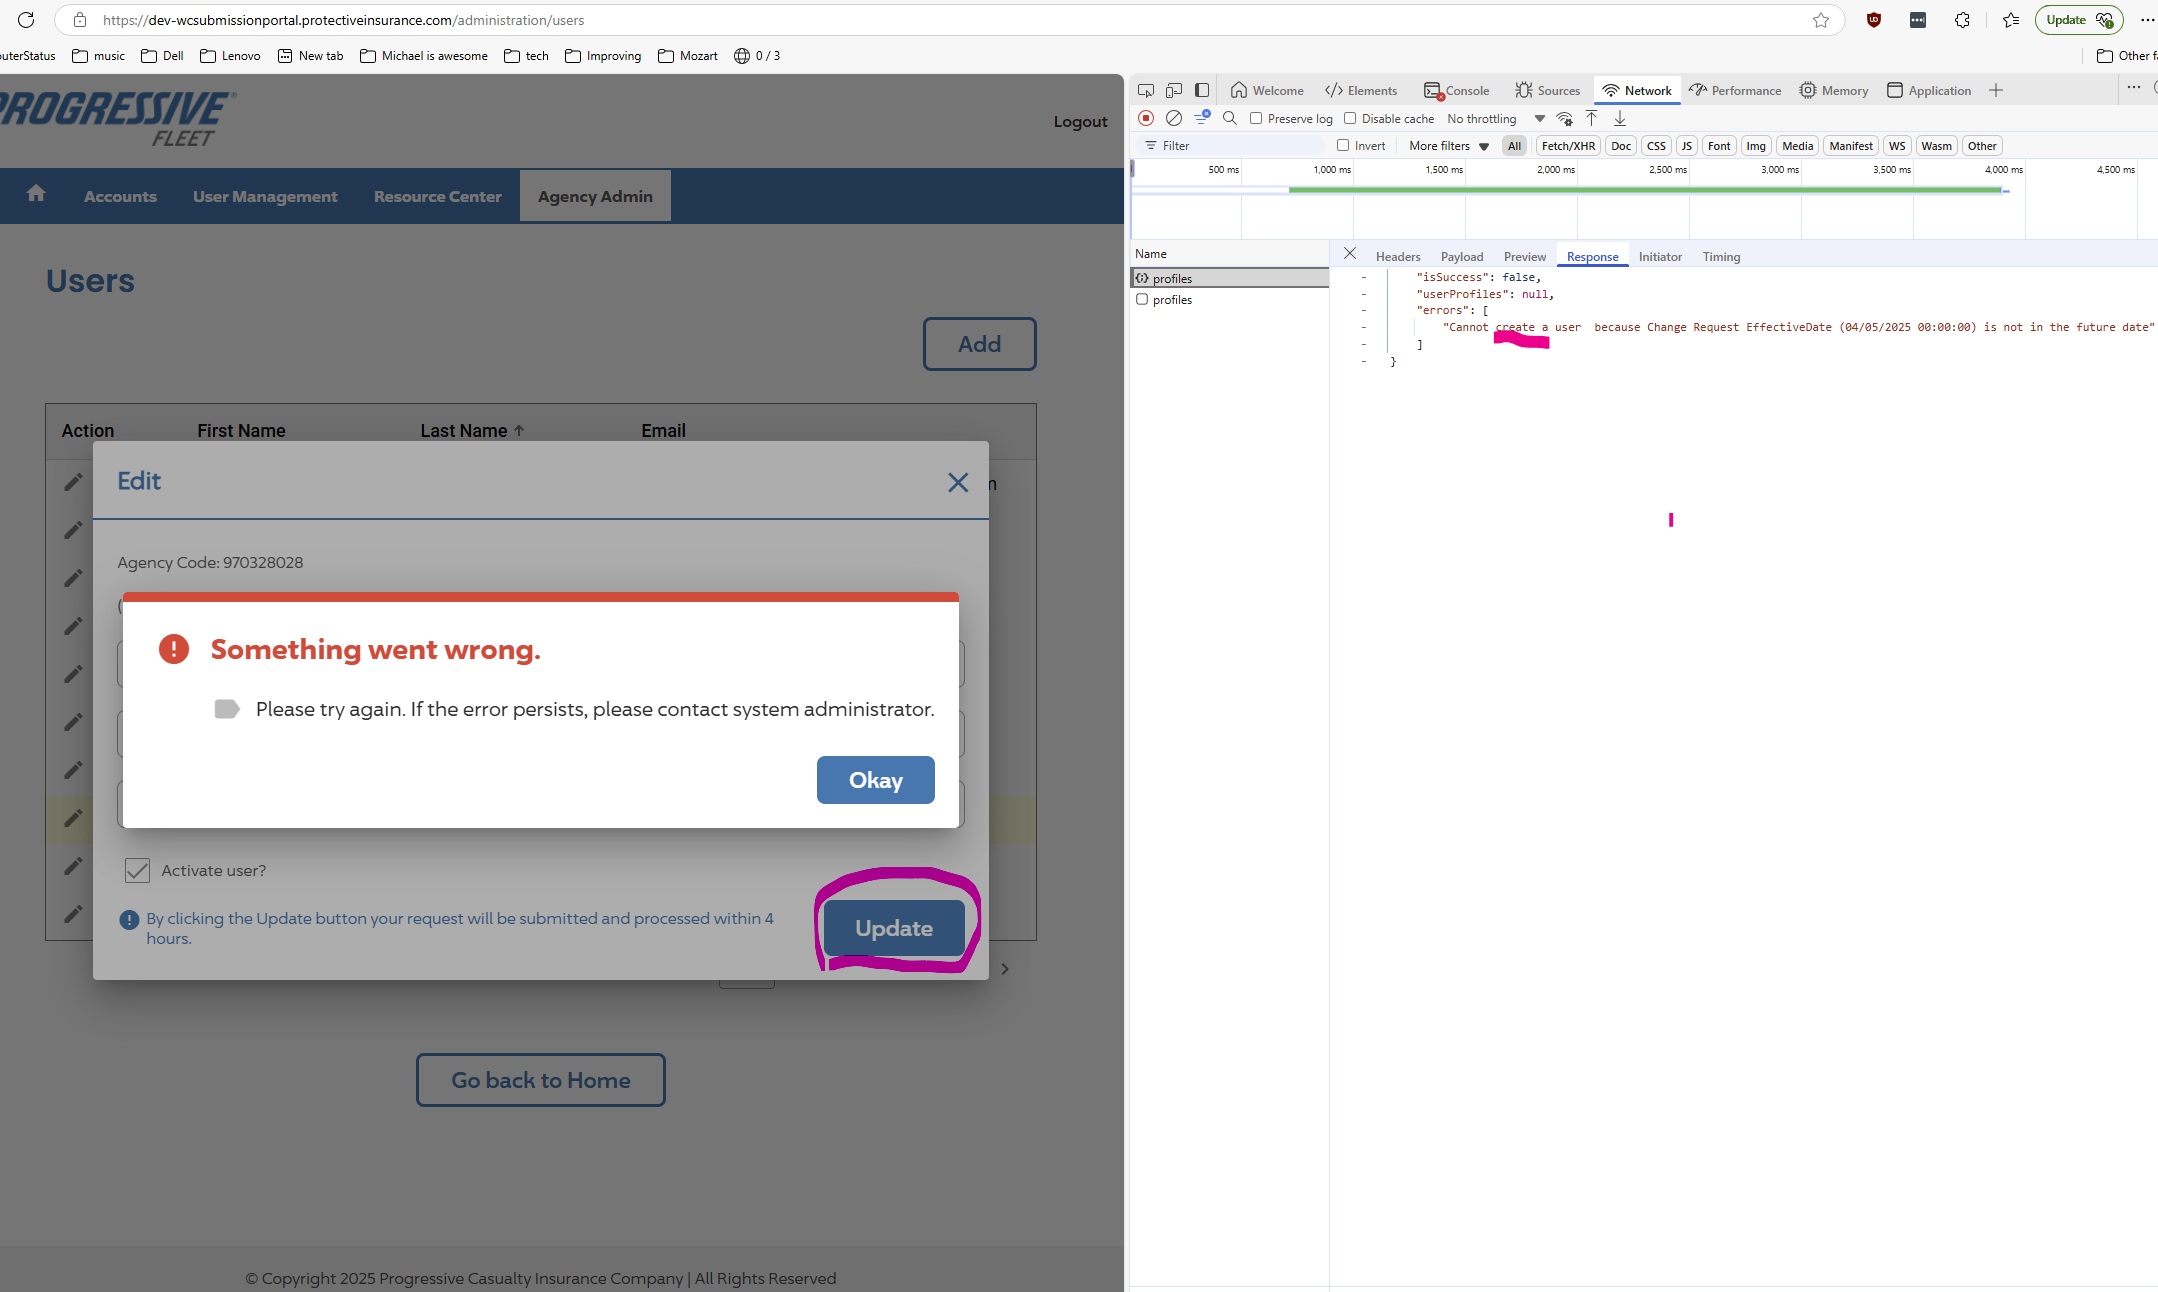 https://dev-wcsubmissionportal.protectiveinsurance.com/administration/users
Update
outerStatus music Dell Lenovo New tab Michael is awesome tech Improving Mozart 0 / 3 Other fa
PROGRESSIVE®
FLEET
Logout
Accounts User Management Resource Center Agency Admin
Users
Add
Action First Name Last Name Email
m
Edit
Agency Code: 970328028
(
Something went wrong.
Please try again. If the error persists, please contact system administrator.
Okay
Activate user?
By clicking the Update button your request will be submitted and processed within 4
hours.
Update
Go back to Home
© Copyright 2025 Progressive Casualty Insurance Company | All Rights Reserved
Welcome Elements Console Sources Network Performance Memory Application
Preserve log Disable cache No throttling
Filter Invert More filters All Fetch/XHR Doc CSS JS Font Img Media Manifest WS Wasm Other
500 ms 1,000 ms 1,500 ms 2,000 ms 2,500 ms 3,000 ms 3,500 ms 4,000 ms 4,500 ms
Name
profiles
profiles
Headers Payload Preview Response Initiator Timing
- "isSuccess": false,
- "userProfiles": null,
- "errors": [
- "Cannot create a user  because Change Request EffectiveDate (04/05/2025 00:00:00) is not in the future date"
- ]
- }